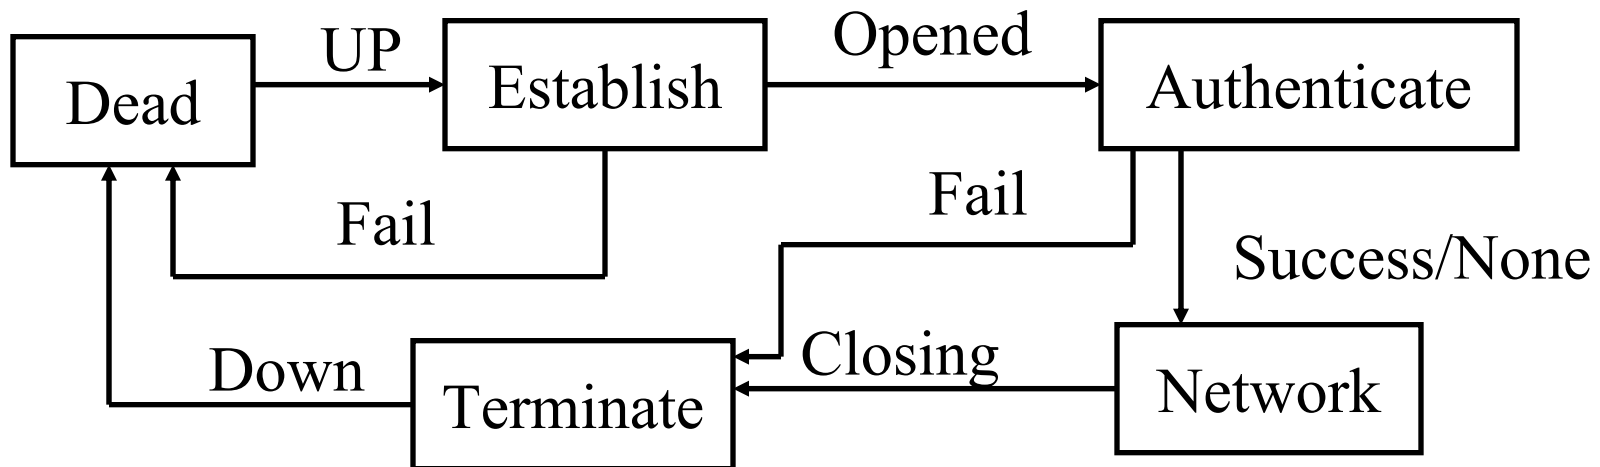 UP
Opened
Dead
Establish
Authenticate
Fail
Fail
Success/None
Down
Closing
Terminate
Network